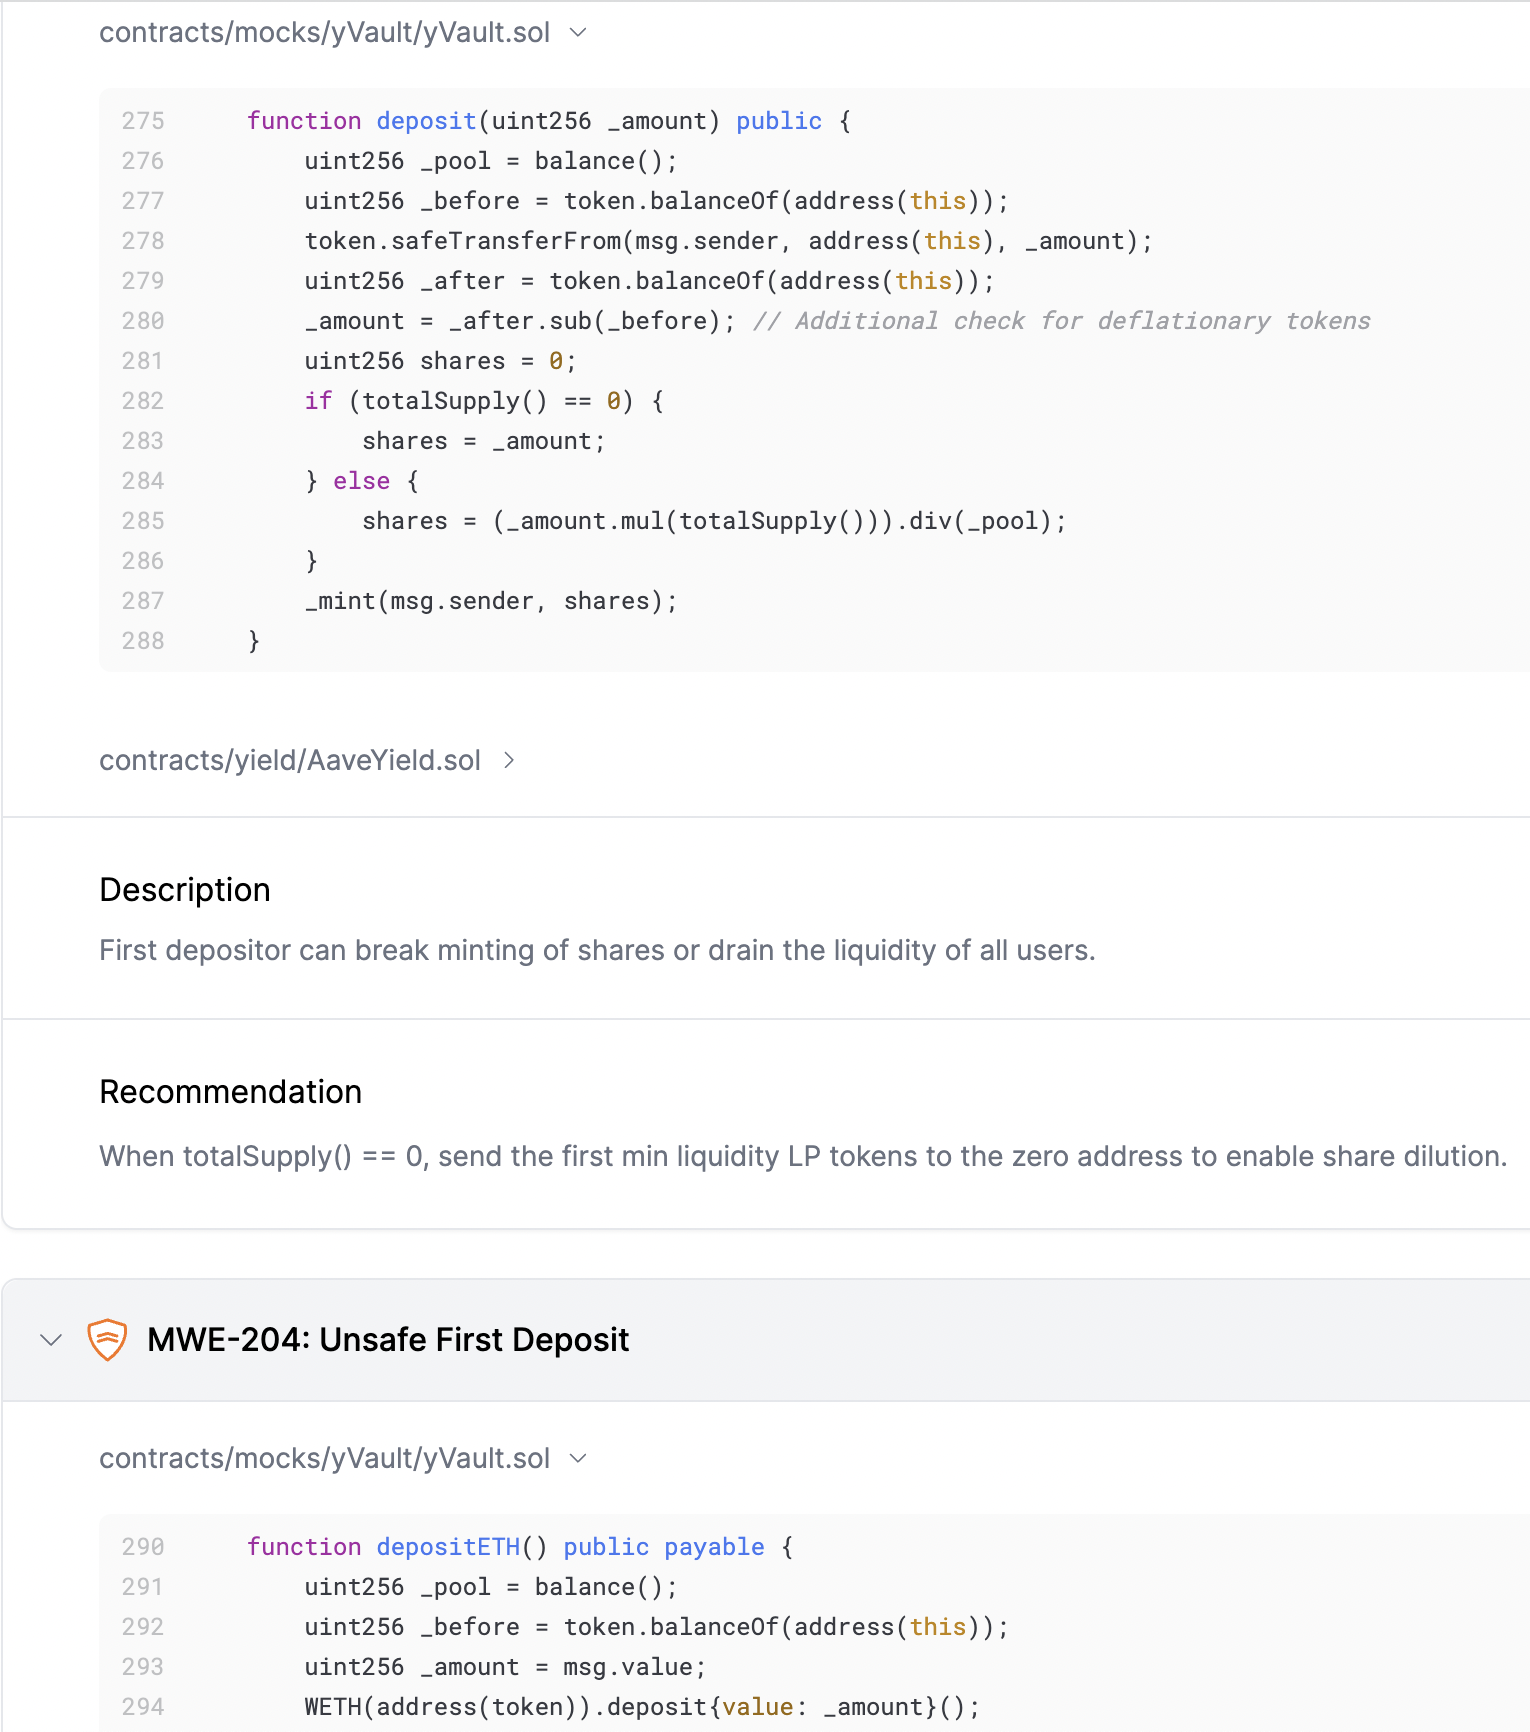 contracts/mocks/yVault/yVault.sol
275 function deposit(uint256 _amount) public {
276 uint256 _pool = balance();
277 uint256 _before = token.balanceOf(address(this));
278 token.safeTransferFrom(msg.sender, address(this), _amount);
279 uint256 _after = token.balanceOf(address(this));
280 _amount = _after.sub(_before); // Additional check for deflationary tokens
281 uint256 shares = 0;
282 if (totalSupply() == 0) {
283 shares = _amount;
284 } else {
285 shares = (_amount.mul(totalSupply())).div(_pool);
286 }
287 _mint(msg.sender, shares);
288 }
contracts/yield/AaveYield.sol
Description
First depositor can break minting of shares or drain the liquidity of all users.
Recommendation
When totalSupply() == 0, send the first min liquidity LP tokens to the zero address to enable share dilution.
MWE-204: Unsafe First Deposit
contracts/mocks/yVault/yVault.sol
290 function depositETH() public payable {
291 uint256 _pool = balance();
292 uint256 _before = token.balanceOf(address(this));
293 uint256 _amount = msg.value;
294 WETH(address(token)).deposit{value: _amount}();